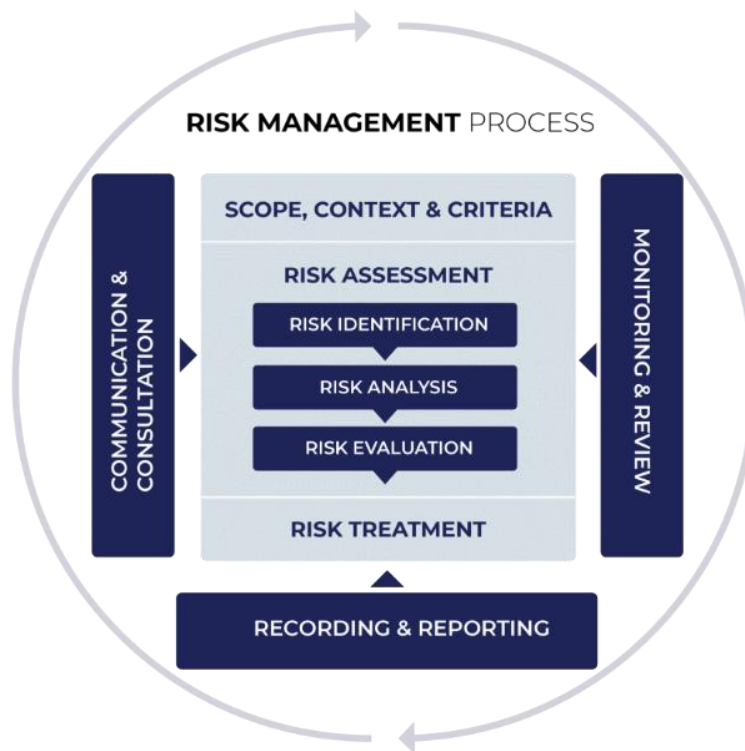 RISK MANAGEMENT PROCESS
SCOPE, CONTEXT & CRITERIA
RISK ASSESSMENT
RISK IDENTIFICATION
RISK ANALYSIS
RISK EVALUATION
RISK TREATMENT
COMMUNICATION &
CONSULTATION
MONITORING & REVIEW
RECORDING & REPORTING